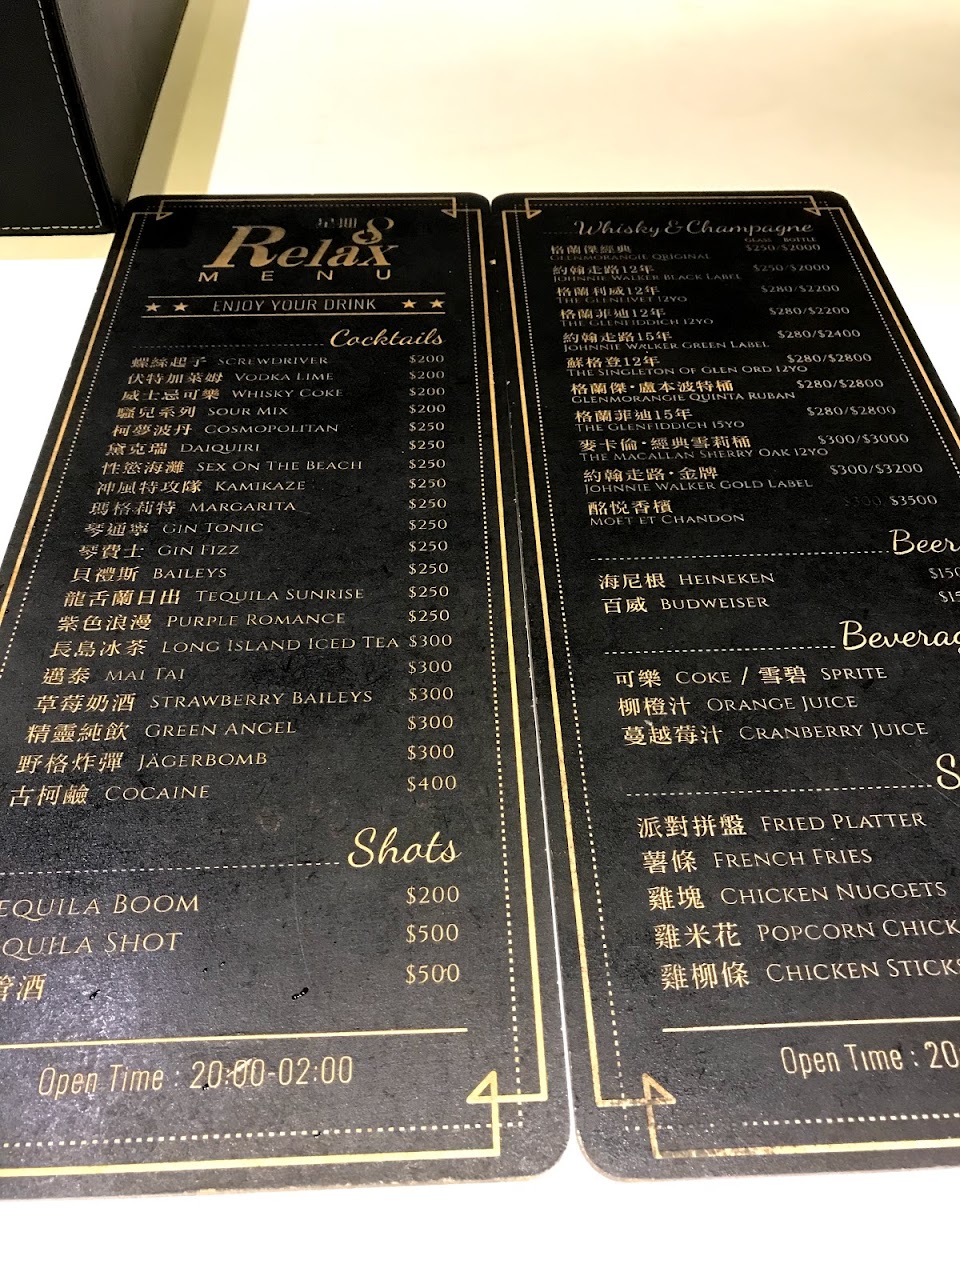 星期8
Relax
MENU
ENJOY YOUR DRINK
Cocktails
螺絲起子 SCREWDRIVER $200
伏特加萊姆 VODKA LIME $200
威士忌可樂 WHISKY COKE $200
騷兒系列 SOUR MIX $200
柯夢波丹 COSMOPOLITAN $250
黛克瑞 DAIQUIRI $250
性慾海灘 SEX ON THE BEACH $250
神風特攻隊 KAMIKAZE $250
瑪格莉特 MARGARITA $250
琴通寧 GIN TONIC $250
琴費士 GIN FIZZ $250
貝禮斯 BAILEYS $250
龍舌蘭日出 TEQUILA SUNRISE $250
紫色浪漫 PURPLE ROMANCE $250
長島冰茶 LONG ISLAND ICED TEA $300
邁泰 MAI TAI $300
草莓奶酒 STRAWBERRY BAILEYS $300
精靈純飲 GREEN ANGEL $300
野格炸彈 JÄGERBOMB $300
古柯鹼 COCAINE $400
Shots
EQUILA BOOM $200
QUILA SHOT $500
管酒 $500
Open Time : 20:00-02:00
Whisky & Champagne
GLASS BOTTLE
格蘭傑經典 $250/$2000
GLENMORANGIE ORIGINAL
約翰走路12年 $250/$2000
JOHNNIE WALKER BLACK LABEL
格蘭利威12年 $280/$2200
THE GLENLIVET 12YO
格蘭菲迪12年 $280/$2200
THE GLENFIDDICH 12YO
約翰走路15年 $280/$2400
JOHNNIE WALKER GREEN LABEL
蘇格登12年 $280/$2800
THE SINGLETON OF GLEN ORD 12YO
格蘭傑·盧本波特桶 $280/$2800
GLENMORANGIE QUINTA RUBAN
格蘭菲迪15年 $280/$2800
THE GLENFIDDICH 15YO
麥卡倫·經典雪莉桶 $300/$3000
THE MACALLAN SHERRY OAK 12YO
約翰走路·金牌 $300/$3200
JOHNNIE WALKER GOLD LABEL
酩悅香檳 $3500
MOET ET CHANDON
Beer
海尼根 HEINEKEN $150
百威 BUDWEISER $15
Beverag
可樂 COKE / 雪碧 SPRITE
柳橙汁 ORANGE JUICE
蔓越莓汁 CRANBERRY JUICE
S
派對拼盤 FRIED PLATTER
薯條 FRENCH FRIES
雞塊 CHICKEN NUGGETS
雞米花 POPCORN CHICK
雞柳條 CHICKEN STICKS
Open Time : 20